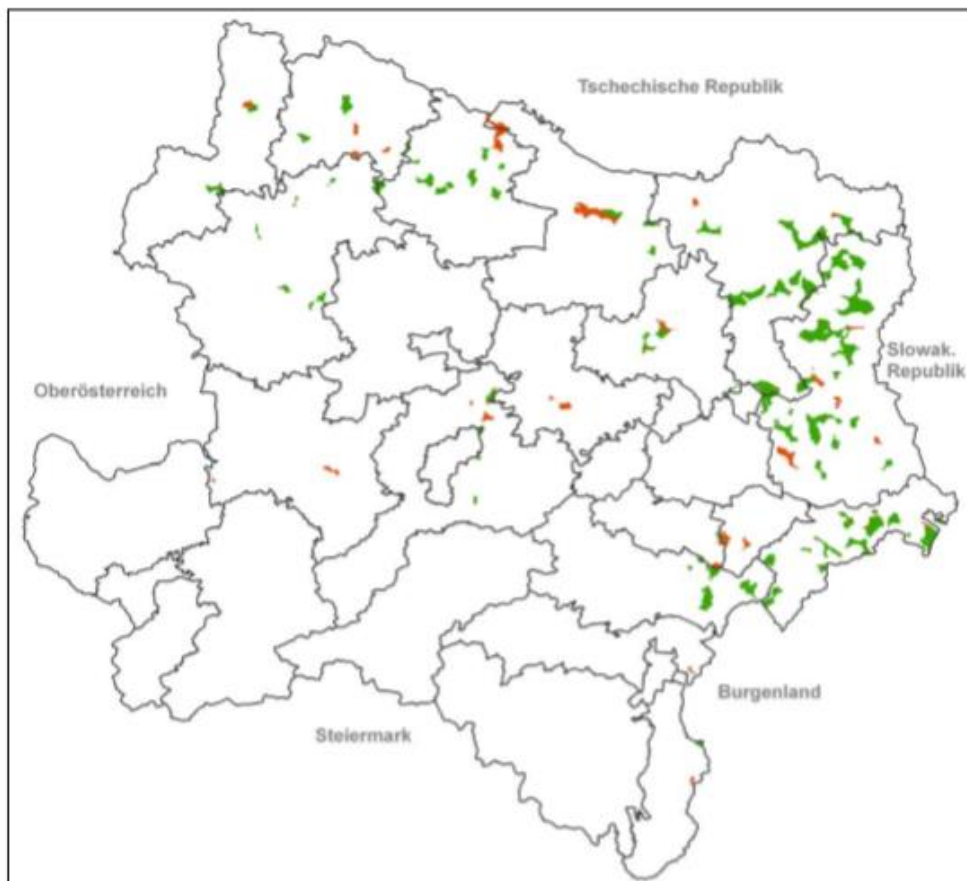 Tschechische Republik
Slowak.
Republik
Oberösterreich
Burgenland
Steiermark